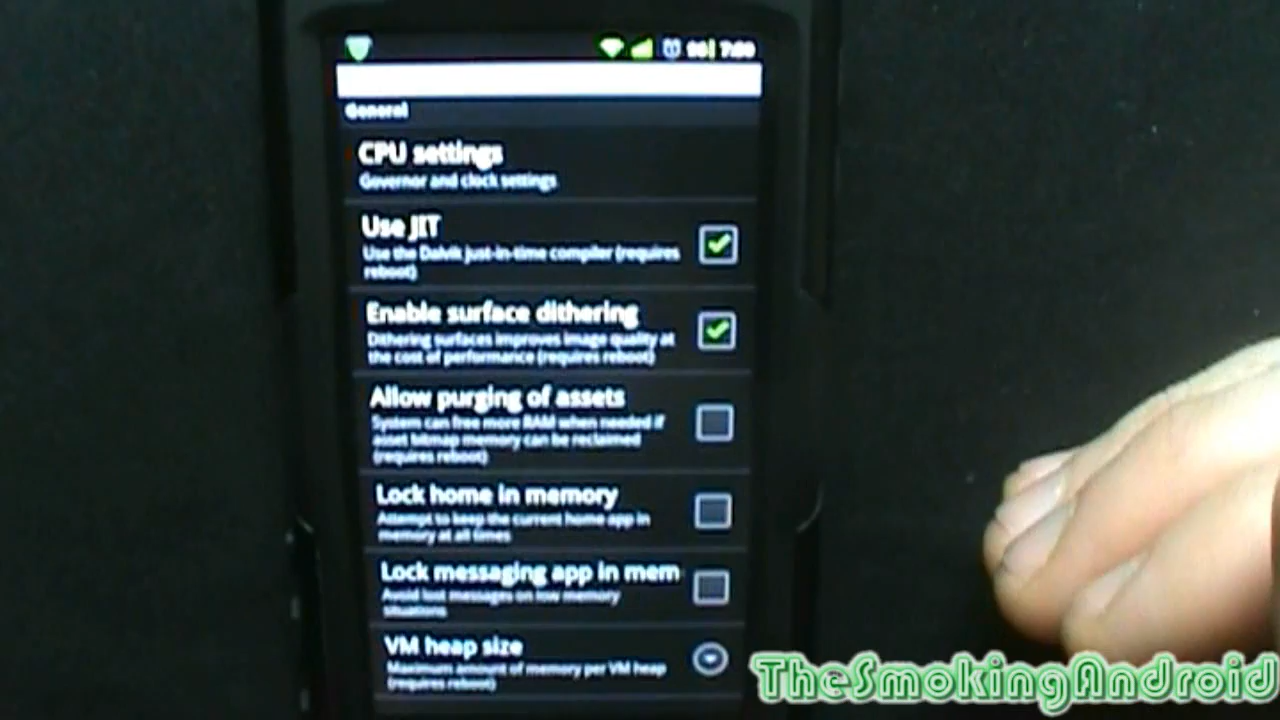 General
CPU settings
Governor and clock settings
Use JIT
Use the Dalvik just-in-time compiler (requires
reboot)
Enable surface dithering
Dithering surfaces improves image quality at
the cost of performance (requires reboot)
Allow purging of assets
System can free more RAM when needed if
asset bitmap memory can be reclaimed
(requires reboot)
Lock home in memory
Attempt to keep the current home app in
memory at all times
Lock messaging app in mem
Avoid lost messages on low memory
situations
VM heap size
Maximum amount of memory per VM heap
(requires reboot)
TheSmokingAndroid